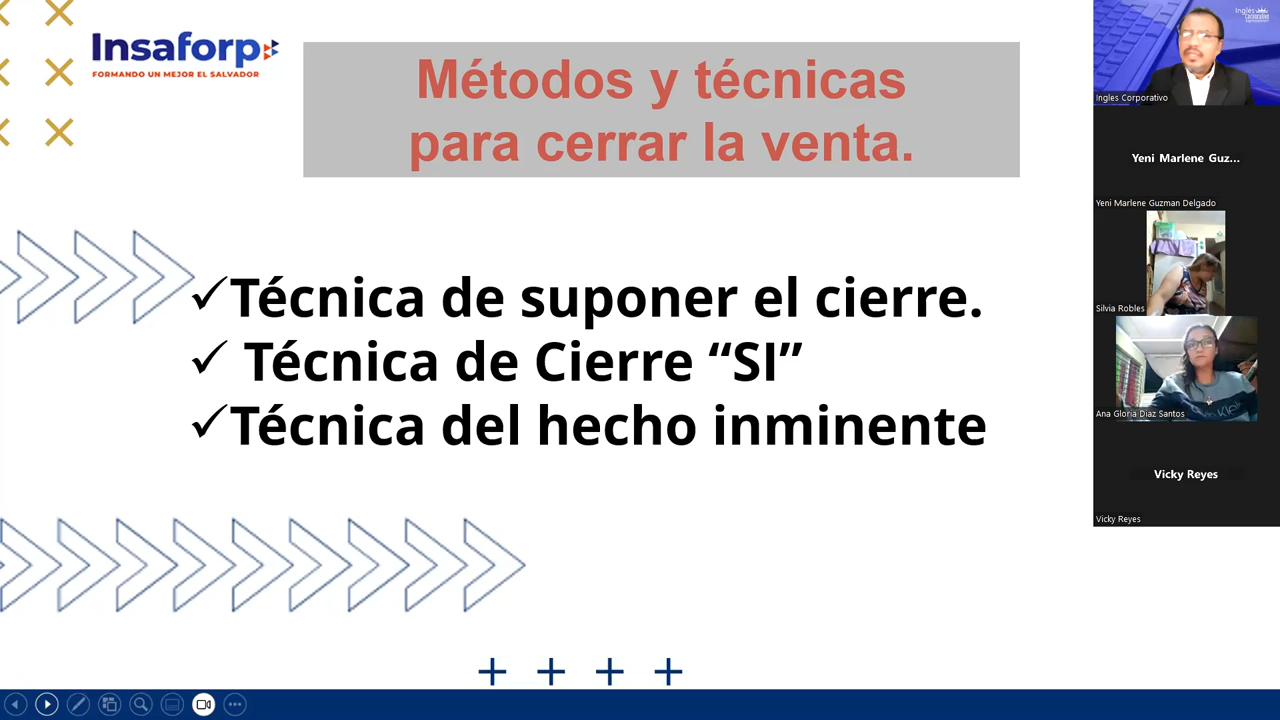 Insaforp
FORMANDO UN MEJOR EL SALVADOR
Métodos y técnicas
para cerrar la venta.
✓Técnica de suponer el cierre.
✓ Técnica de Cierre “SI”
✓Técnica del hecho inminente
Ingles Corporativo
Yeni Marlene Guz...
Yeni Marlene Guzman Delgado
Silvia Robles
Ana Gloria Diaz Santos
Vicky Reyes
Vicky Reyes